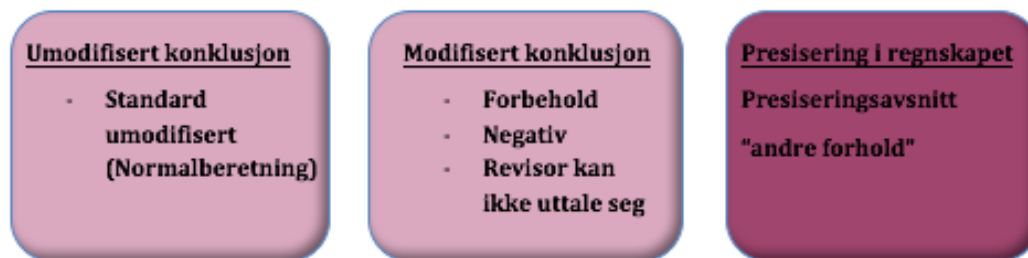 Umodifisert konklusjon
- Standard
umodifisert
(Normalberetning)
Modifisert konklusjon
- Forbehold
- Negativ
- Revisor kan
ikke uttale seg
Presisering i regnskapet
Presiseringsavsnitt
"andre forhold"